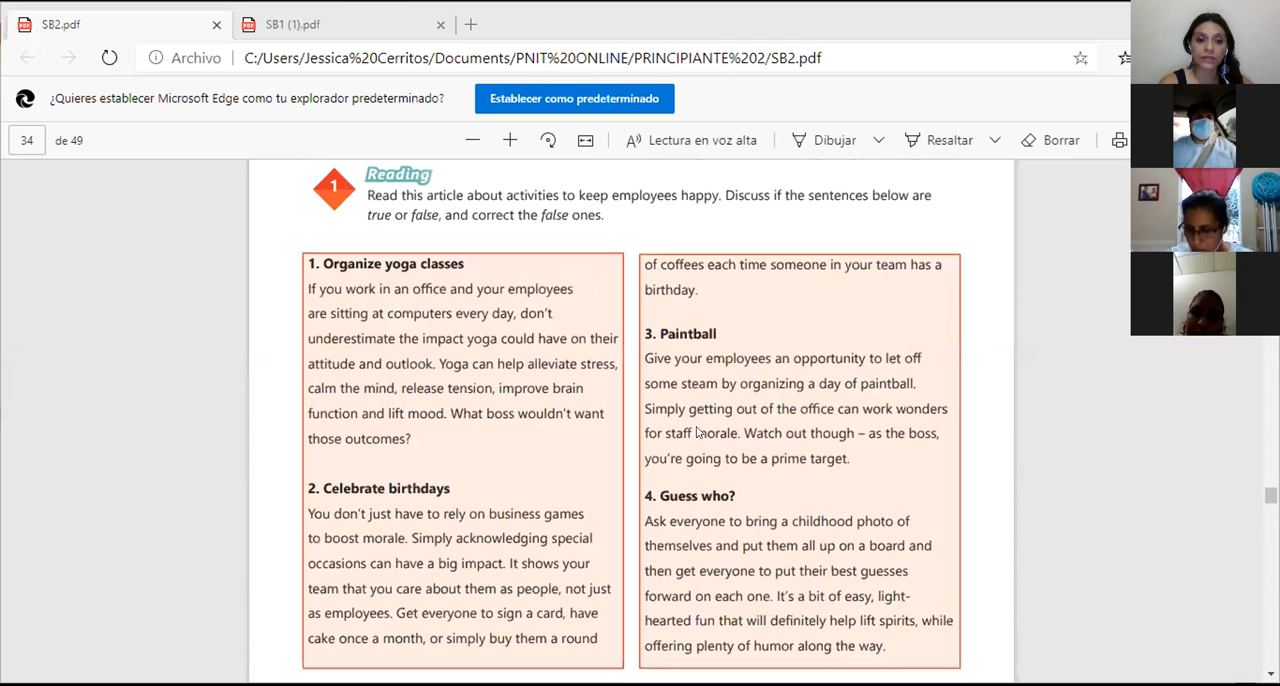 SB2.pdf
SB1 (1).pdf
Archivo
C:/Users/Jessica%20Cerritos/Documents/PNIT%20ONLINE/PRINCIPIANTE%202/SB2.pdf
¿Quieres establecer Microsoft Edge como tu explorador predeterminado?
Establecer como predeterminado
34 de 49
Lectura en voz alta
Dibujar
Resaltar
Borrar
1
Reading
Read this article about activities to keep employees happy. Discuss if the sentences below are
true or false, and correct the false ones.
1. Organize yoga classes
If you work in an office and your employees
are sitting at computers every day, don't
underestimate the impact yoga could have on their
attitude and outlook. Yoga can help alleviate stress,
calm the mind, release tension, improve brain
function and lift mood. What boss wouldn't want
those outcomes?
2. Celebrate birthdays
You don't just have to rely on business games
to boost morale. Simply acknowledging special
occasions can have a big impact. It shows your
team that you care about them as people, not just
as employees. Get everyone to sign a card, have
cake once a month, or simply buy them a round
of coffees each time someone in your team has a
birthday.
3. Paintball
Give your employees an opportunity to let off
some steam by organizing a day of paintball.
Simply getting out of the office can work wonders
for staff morale. Watch out though – as the boss,
you're going to be a prime target.
4. Guess who?
Ask everyone to bring a childhood photo of
themselves and put them all up on a board and
then get everyone to put their best guesses
forward on each one. It's a bit of easy, light-
hearted fun that will definitely help lift spirits, while
offering plenty of humor along the way.